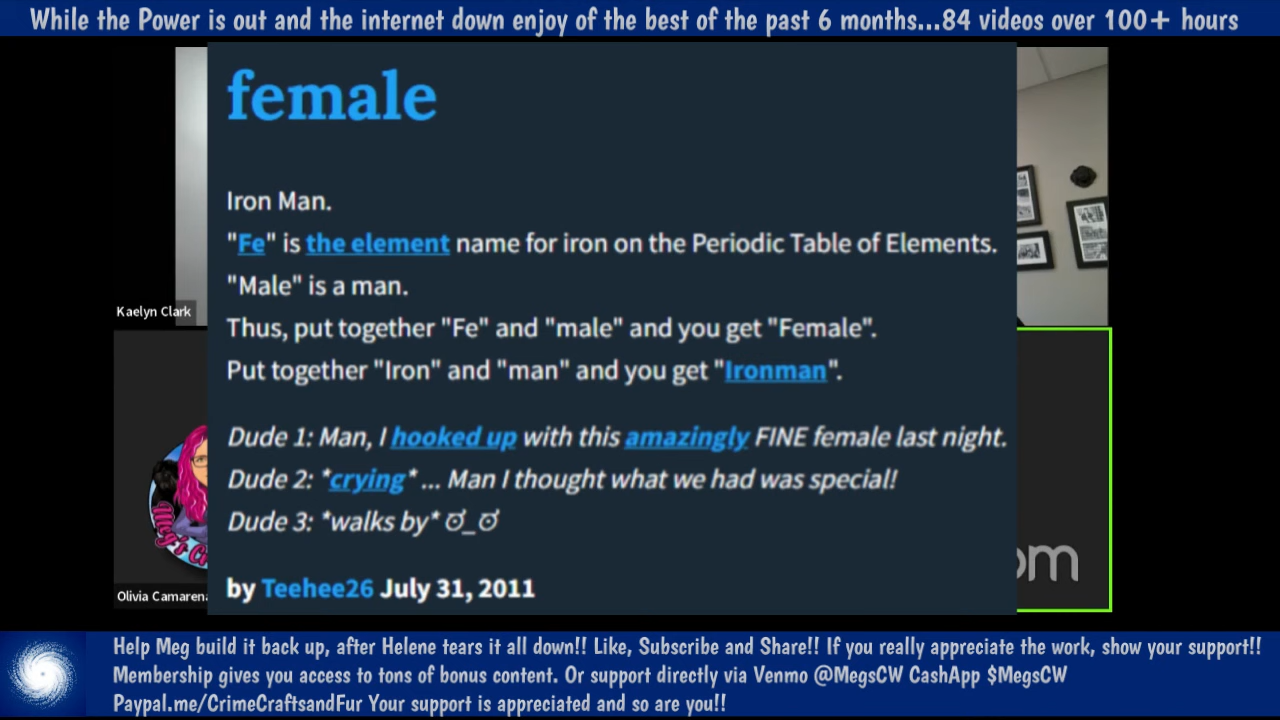 While the Power is out and the internet down enjoy of the best of the past 6 months...84 videos over 100+ hours
female
Iron Man.
"Fe" is the element name for iron on the Periodic Table of Elements.
"Male" is a man.
Thus, put together "Fe" and "male" and you get "Female".
Put together "Iron" and "man" and you get "Ironman".
Dude 1: Man, I hooked up with this amazingly FINE female last night.
Dude 2: *crying* ... Man I thought what we had was special!
Dude 3: *walks by* ಠ_ಠ
by Teehee26 July 31, 2011
Kaelyn Clark
Meg's
Olivia Camarena
om
Help Meg build it back up, after Helene tears it all down!! Like, Subscribe and Share!! If you really appreciate the work, show your support!!
Membership gives you access to tons of bonus content. Or support directly via Venmo @MegsCW CashApp $MegsCW
Paypal.me/CrimeCraftsandFur Your support is appreciated and so are you!!